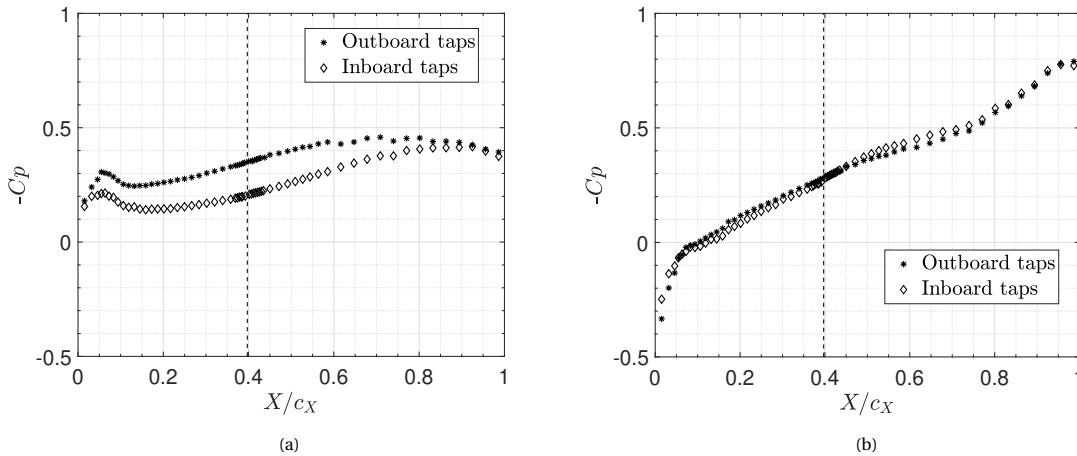 1
Outboard taps
Inboard taps
0.5
-Cp
0
-0.5
0 0.2 0.4 0.6 0.8 1
X/c_X
(a)
1
0.5
-Cp
0
Outboard taps
Inboard taps
-0.5
0 0.2 0.4 0.6 0.8 1
X/c_X
(b)